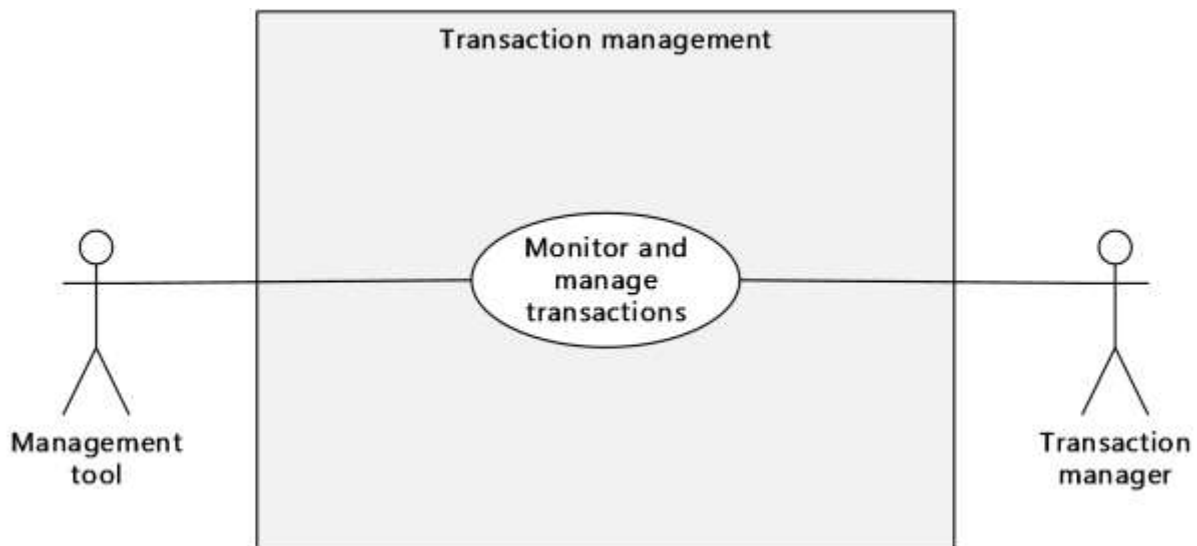 Transaction management
Monitor and
manage
transactions
Management
tool
Transaction
manager